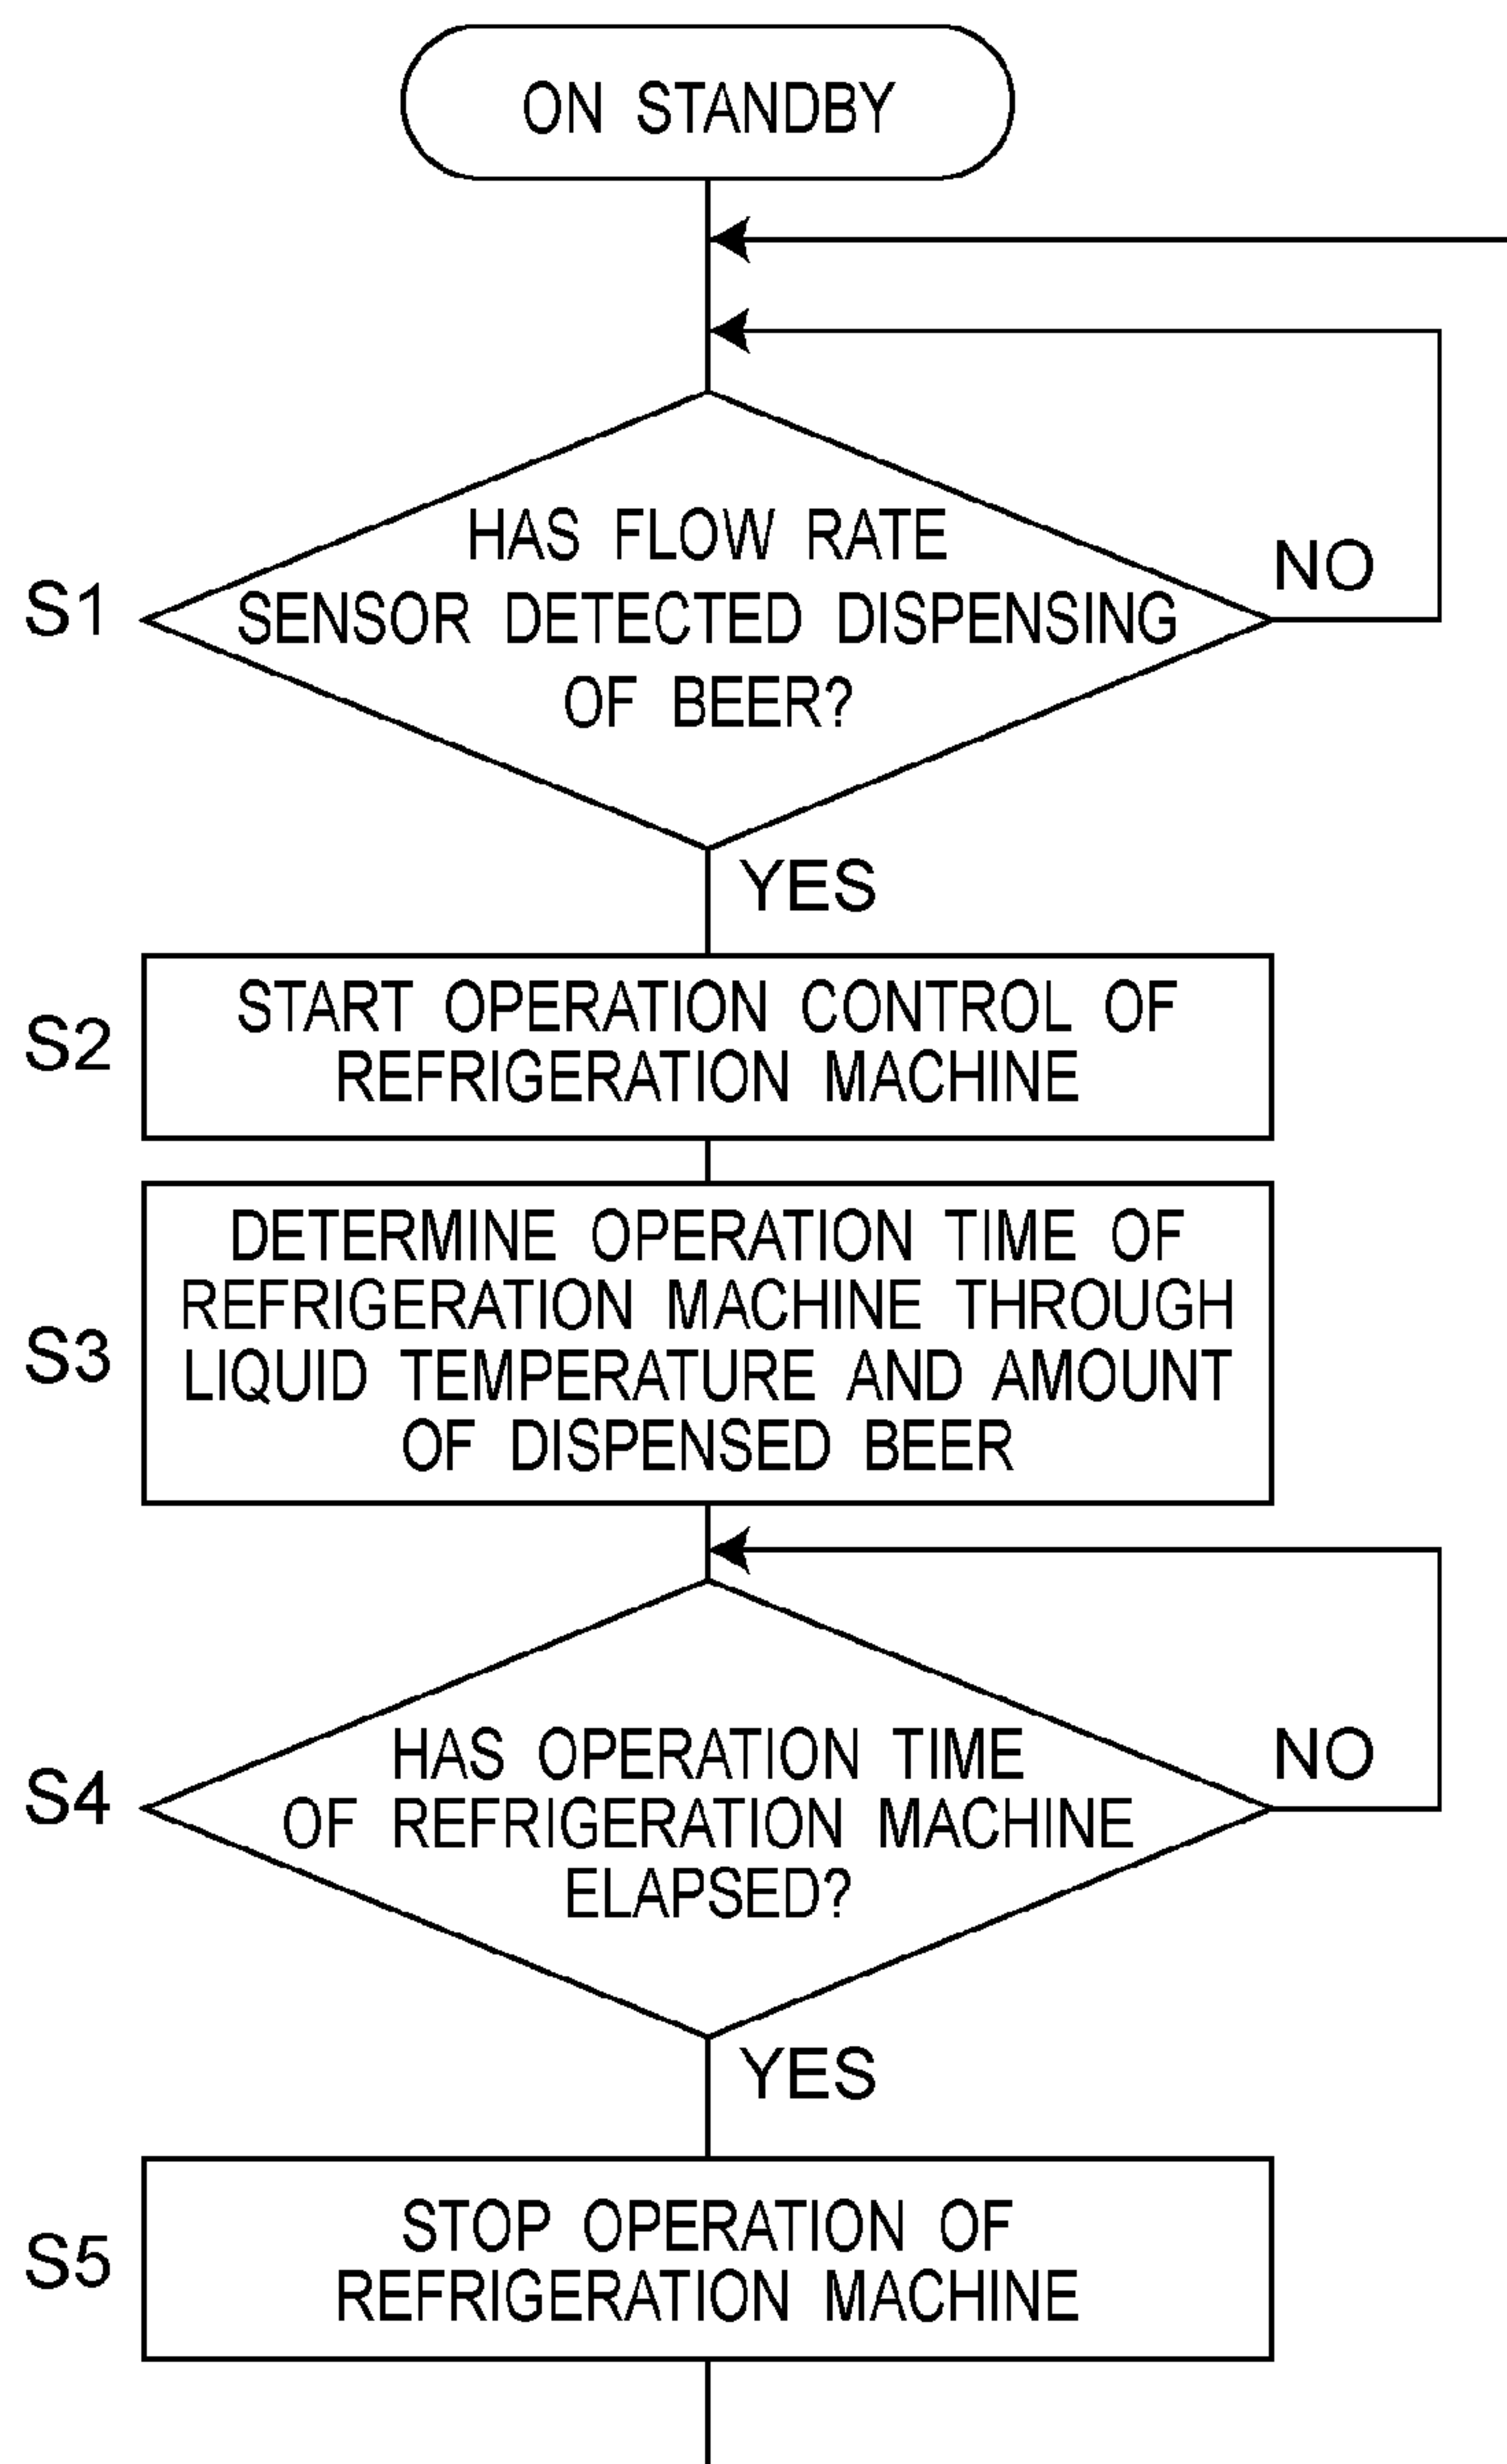 ON STANDBY
HAS FLOW RATE
SENSOR DETECTED DISPENSING
OF BEER?
S1
NO
YES
START OPERATION CONTROL OF
REFRIGERATION MACHINE
S2
DETERMINE OPERATION TIME OF
REFRIGERATION MACHINE THROUGH
LIQUID TEMPERATURE AND AMOUNT
OF DISPENSED BEER
S3
HAS OPERATION TIME
OF REFRIGERATION MACHINE
ELAPSED?
S4
NO
YES
STOP OPERATION OF
REFRIGERATION MACHINE
S5